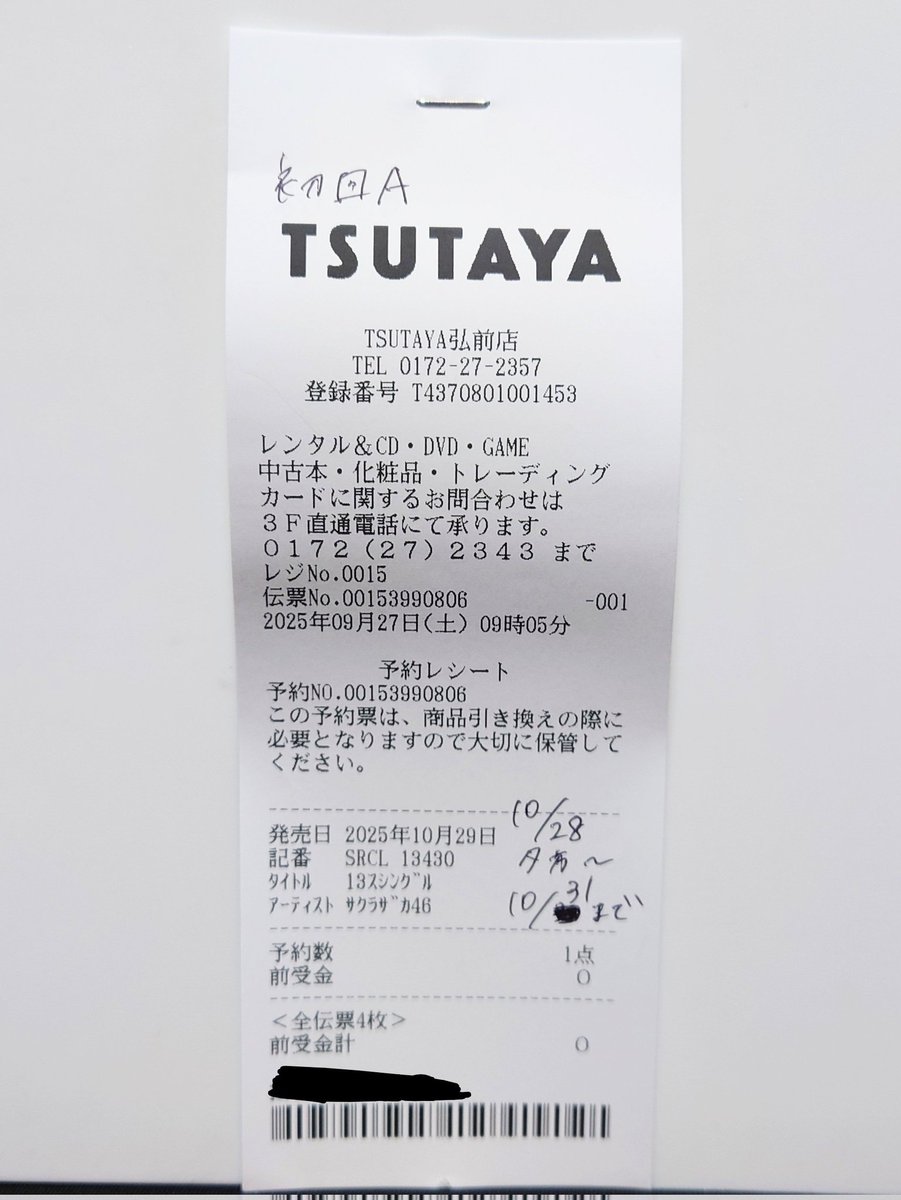 初回A
TSUTAYA
TSUTAYA弘前店
TEL 0172-27-2357
登録番号 T4370801001453
レンタル&CD・DVD・GAME
中古本・化粧品・トレーディング
カードに関するお問合わせは
3F直通電話にて承ります。
0172(27)2343 まで
レジNo.0015
伝票No.00153990806 -001
2025年09月27日(土) 09時05分
予約レシート
予約NO.00153990806
この予約票は、商品引き換えの際に
必要となりますので大切に保管して
ください。
発売日 2025年10月29日 10/28
記番 SRCL 13430 夕方~
タイトル 13スシングル
アーティスト サクラザカ46 10/31まで
予約数 1点
前受金 0
<全伝票4枚>
前受金計 0